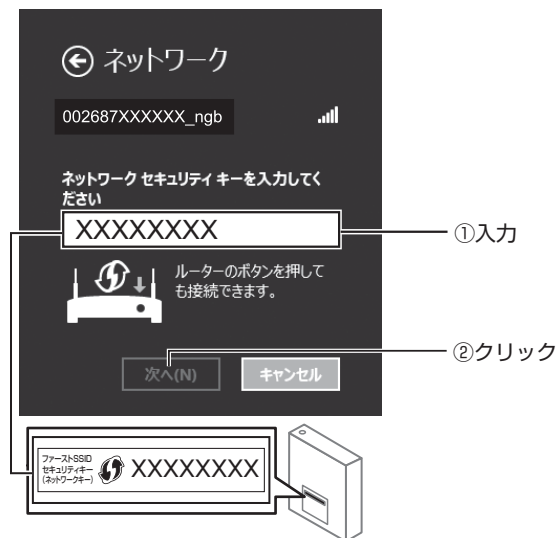 ネットワーク
002687XXXXXX_ngb
ネットワーク セキュリティ キーを入力してく
ださい
XXXXXXXX
①入力
ルーターのボタンを押して
も接続できます。
次へ(N)
キャンセル
②クリック
ファーストSSID
セキュリティキー
(ネットワークキー)
XXXXXXXX